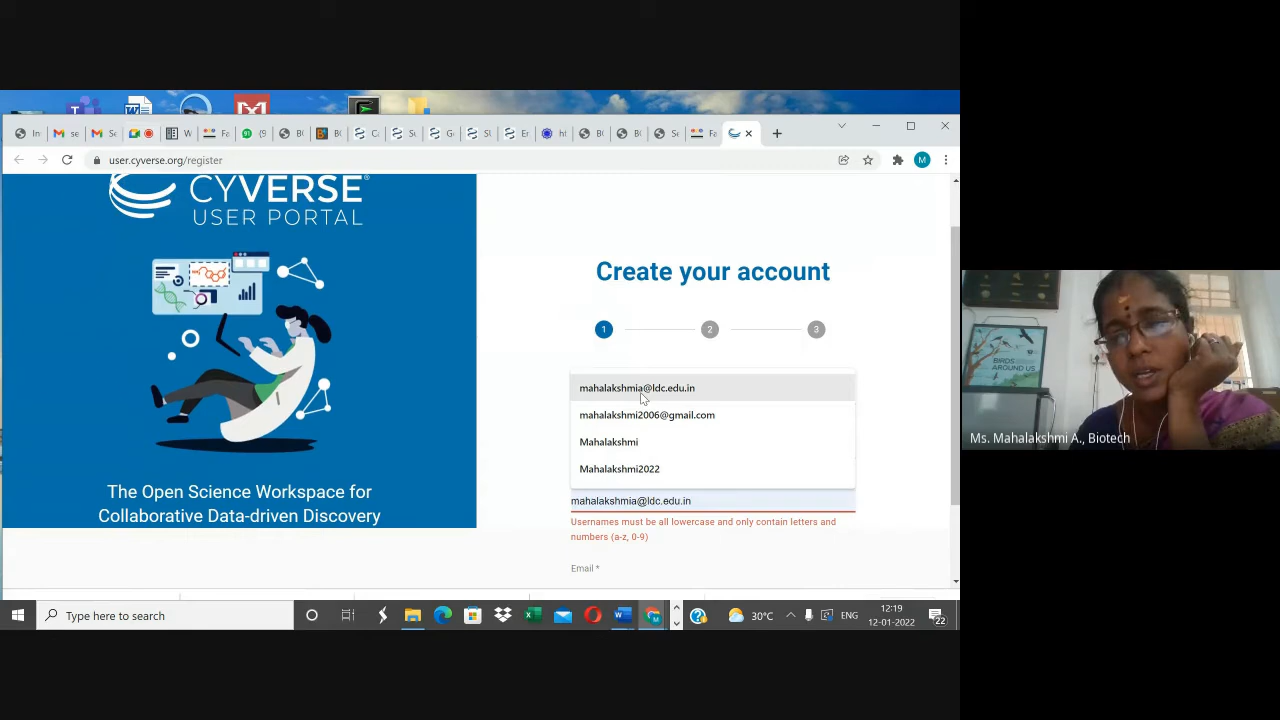 user.cyverse.org/register
M
CYVERSE
USER PORTAL
The Open Science Workspace for
Collaborative Data-driven Discovery
Create your account
1
2
3
mahalakshmia@ldc.edu.in
mahalakshmi2006@gmail.com
Mahalakshmi
Mahalakshmi2022
mahalakshmia@ldc.edu.in
Usernames must be all lowercase and only contain letters and
numbers (a-z, 0-9)
Email *
BIRDS
AROUND US
Ms. Mahalakshmi A., Biotech
Type here to search
30°C
ENG
12:19
12-01-2022
22